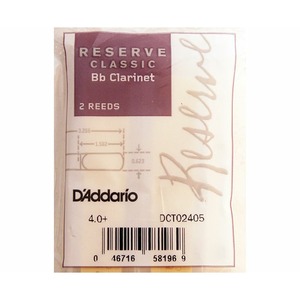 RESERVE
CLASSIC
Bb Clarinet
2 REEDS
Reserve
D'Addario
4.0+ DCT02405
0 46716 58196 9